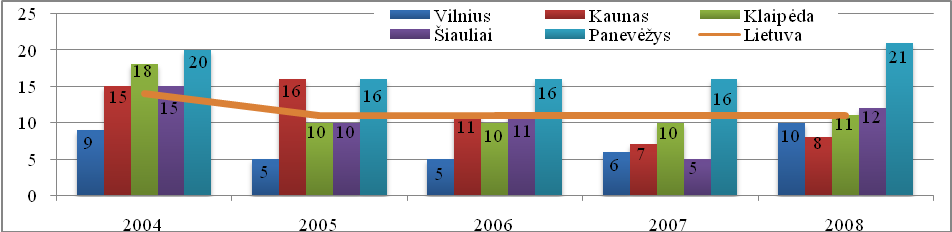 25
20
15
10
5
0
Vilnius Kaunas Klaipėda
Šiauliai Panevėžys Lietuva
9 15 18 15 20
5 16 10 10 16
5 11 10 11 16
6 7 10 5 16
10 8 11 12 21
2004 2005 2006 2007 2008